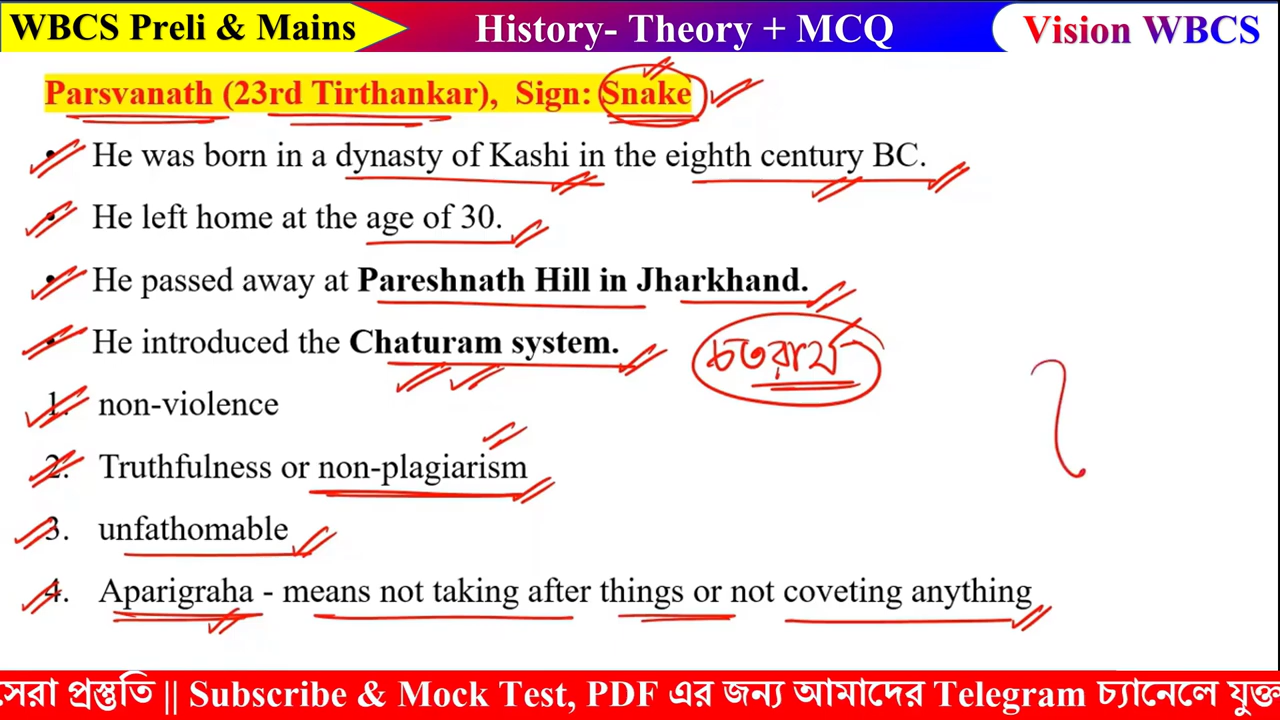 WBCS Preli & Mains
History- Theory + MCQ
Vision WBCS
Parsvanath (23rd Tirthankar), Sign: Snake
• He was born in a dynasty of Kashi in the eighth century BC.
• He left home at the age of 30.
• He passed away at Pareshnath Hill in Jharkhand.
• He introduced the Chaturam system.
1. non-violence
2. Truthfulness or non-plagiarism
3. unfathomable
4. Aparigraha - means not taking after things or not coveting anything
সেরা প্রস্তুতি || Subscribe & Mock Test, PDF এর জন্য আমাদের Telegram চ্যানেলে যুক্ত